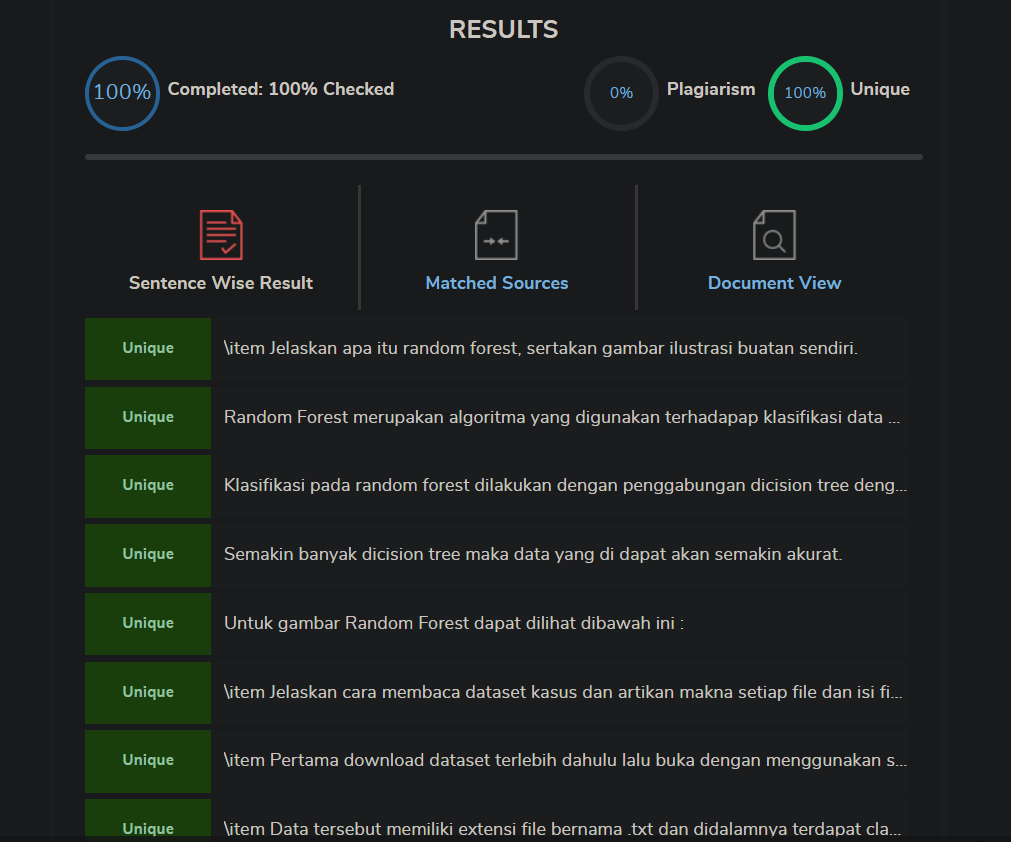 RESULTS
100% Completed: 100% Checked 0% Plagiarism 100% Unique
Sentence Wise Result Matched Sources Document View
Unique \item Jelaskan apa itu random forest, sertakan gambar ilustrasi buatan sendiri.
Unique Random Forest merupakan algoritma yang digunakan terhadapap klasifikasi data ...
Unique Klasifikasi pada random forest dilakukan dengan penggabungan dicision tree deng...
Unique Semakin banyak dicision tree maka data yang di dapat akan semakin akurat.
Unique Untuk gambar Random Forest dapat dilihat dibawah ini :
Unique \item Jelaskan cara membaca dataset kasus dan artikan makna setiap file dan isi fi...
Unique \item Pertama download dataset terlebih dahulu lalu buka dengan menggunakan s...
Unique \item Data tersebut memiliki extensi file bernama .txt dan didalamnya terdapat cla...